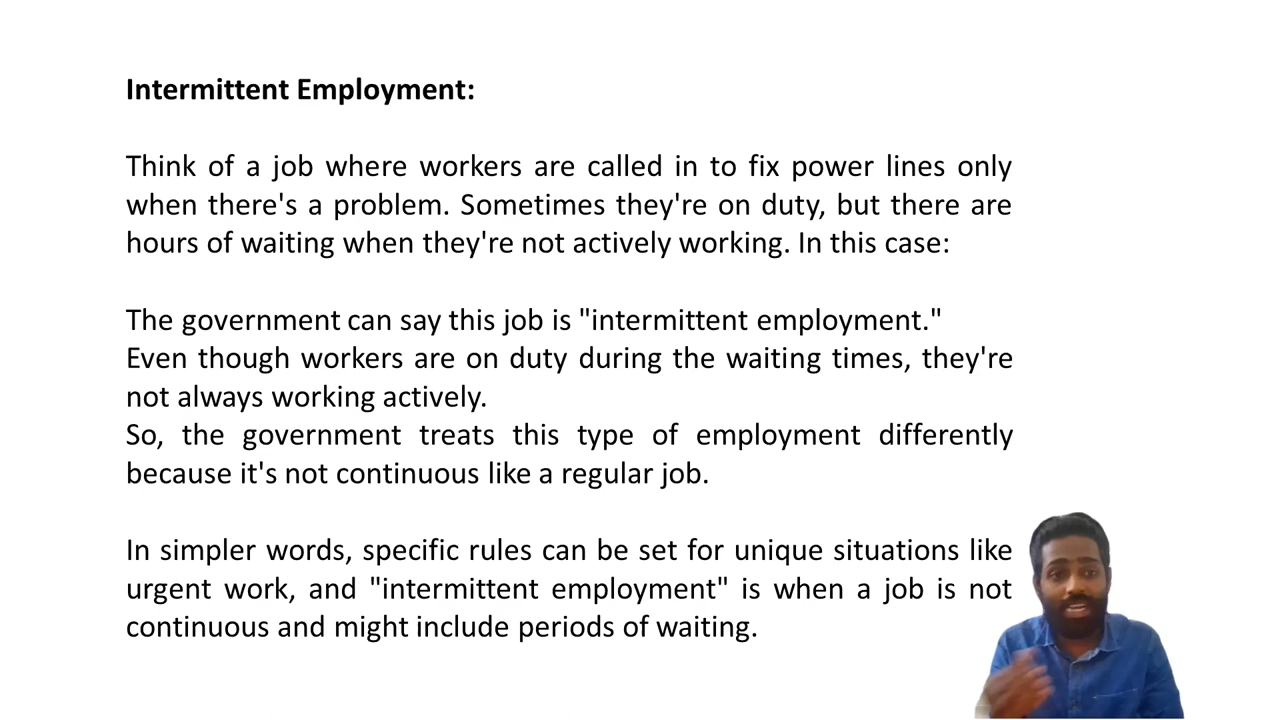 Intermittent Employment:
Think of a job where workers are called in to fix power lines only
when there's a problem. Sometimes they're on duty, but there are
hours of waiting when they're not actively working. In this case:
The government can say this job is "intermittent employment."
Even though workers are on duty during the waiting times, they're
not always working actively.
So, the government treats this type of employment differently
because it's not continuous like a regular job.
In simpler words, specific rules can be set for unique situations like
urgent work, and "intermittent employment" is when a job is not
continuous and might include periods of waiting.